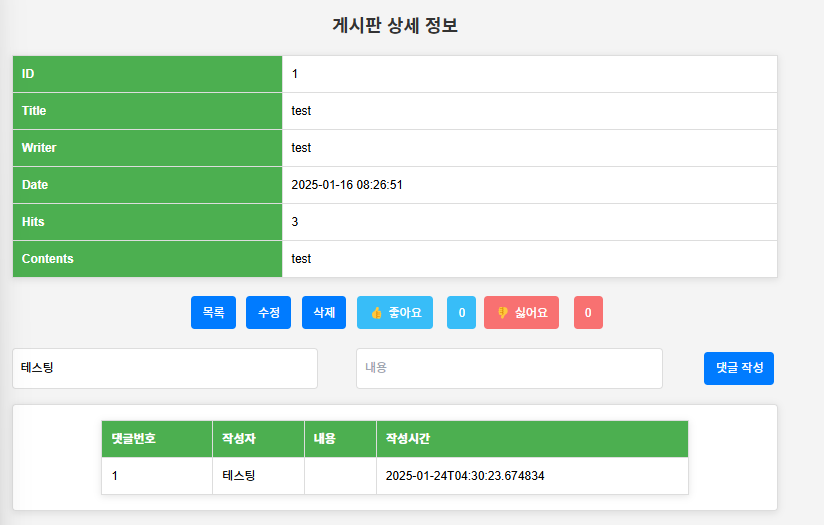 게시판 상세 정보
ID 1
Title test
Writer test
Date 2025-01-16 08:26:51
Hits 3
Contents test
목록 수정 삭제 👍 좋아요 0 👎 싫어요 0
테스팅 내용 댓글 작성
댓글번호 작성자 내용 작성시간
1 테스팅 2025-01-24T04:30:23.674834